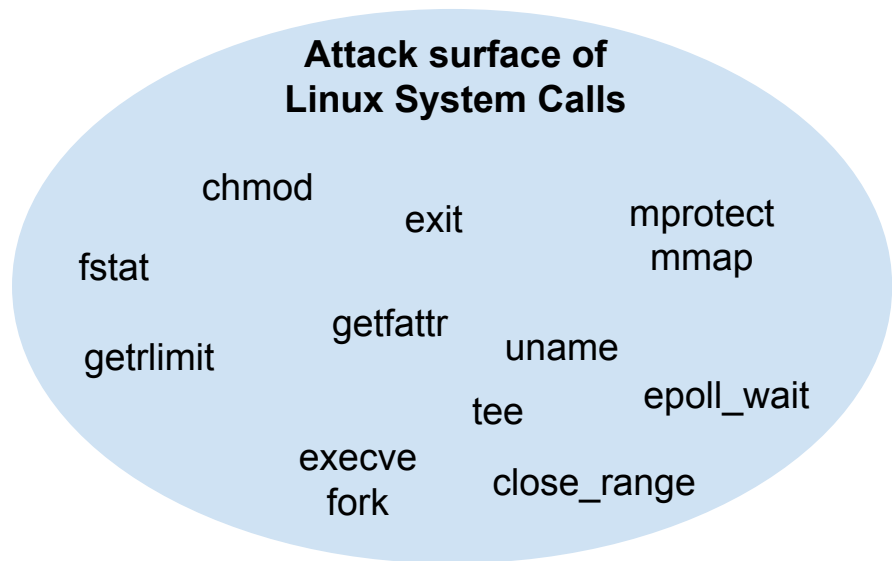 Attack surface of
Linux System Calls
chmod
exit
mprotect
mmap
fstat
getfattr
uname
getrlimit
epoll_wait
tee
execve
fork
close_range